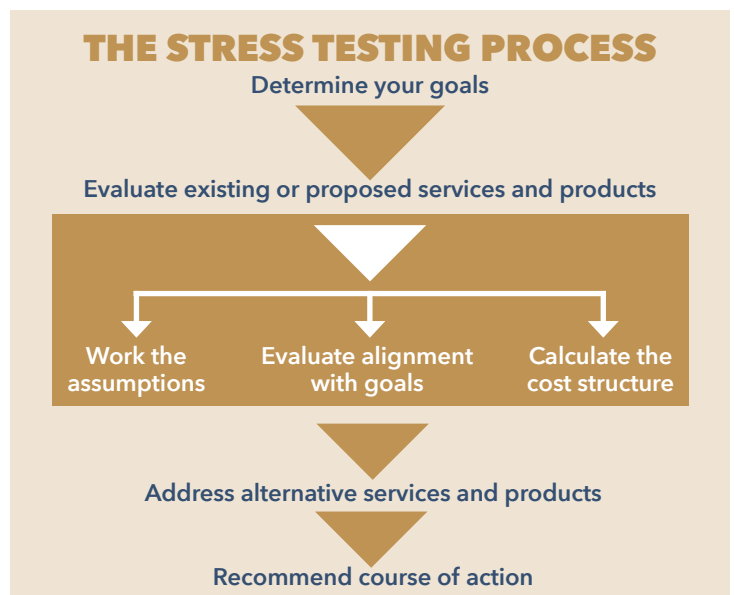 THE STRESS TESTING PROCESS
Determine your goals
Evaluate existing or proposed services and products
Work the
assumptions
Evaluate alignment
with goals
Calculate the
cost structure
Address alternative services and products
Recommend course of action